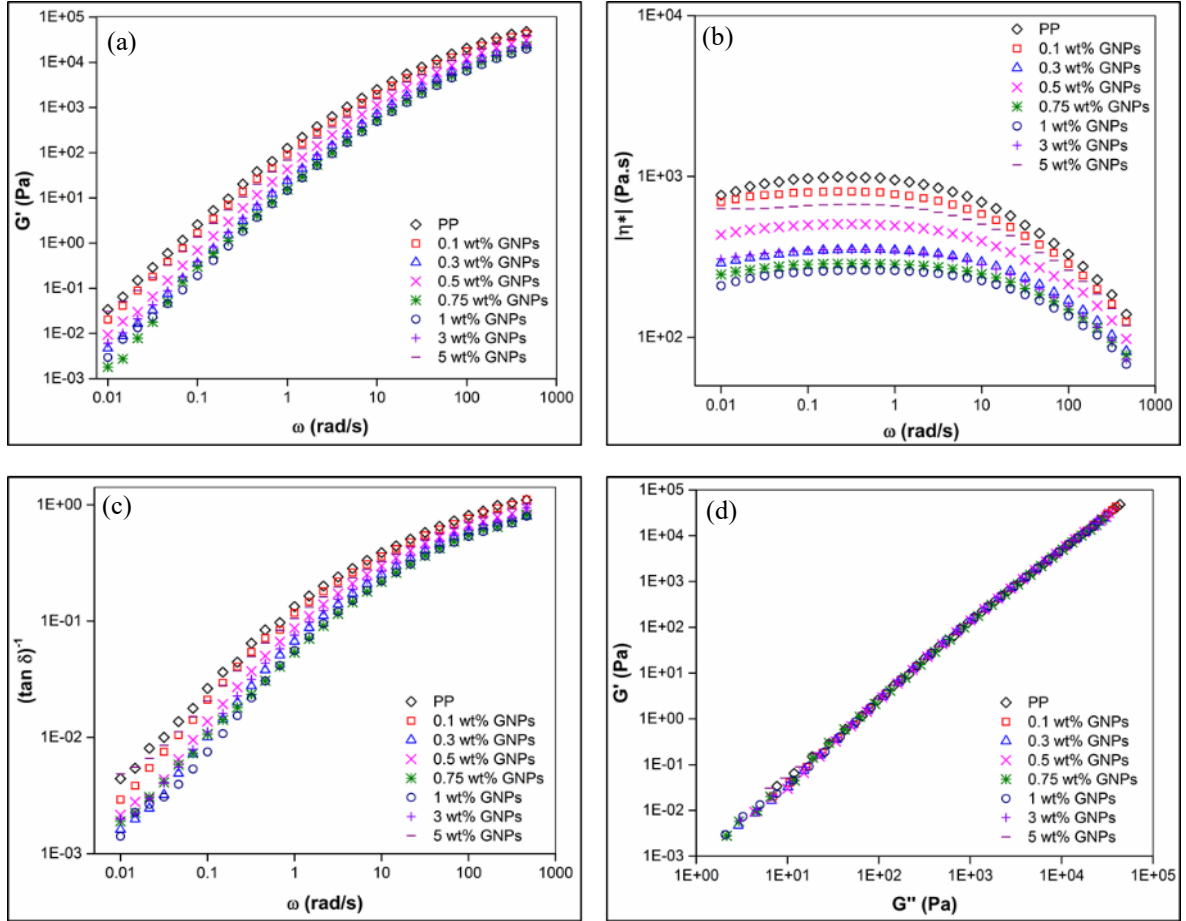 (a)
1E+05
1E+04
1E+03
1E+02
1E+01
1E+00
1E-01
1E-02
1E-03
G' (Pa)
0.01 0.1 1 10 100 1000
ω (rad/s)
PP
0.1 wt% GNPs
0.3 wt% GNPs
0.5 wt% GNPs
0.75 wt% GNPs
1 wt% GNPs
3 wt% GNPs
5 wt% GNPs
(b)
1E+04
1E+03
1E+02
|η*| (Pa.s)
0.01 0.1 1 10 100 1000
ω (rad/s)
PP
0.1 wt% GNPs
0.3 wt% GNPs
0.5 wt% GNPs
0.75 wt% GNPs
1 wt% GNPs
3 wt% GNPs
5 wt% GNPs
(c)
1E+00
1E-01
1E-02
1E-03
(tan δ)⁻¹
0.01 0.1 1 10 100 1000
ω (rad/s)
PP
0.1 wt% GNPs
0.3 wt% GNPs
0.5 wt% GNPs
0.75 wt% GNPs
1 wt% GNPs
3 wt% GNPs
5 wt% GNPs
(d)
1E+05
1E+04
1E+03
1E+02
1E+01
1E+00
1E-01
1E-02
1E-03
G' (Pa)
1E+00 1E+01 1E+02 1E+03 1E+04 1E+05
G" (Pa)
PP
0.1 wt% GNPs
0.3 wt% GNPs
0.5 wt% GNPs
0.75 wt% GNPs
1 wt% GNPs
3 wt% GNPs
5 wt% GNPs